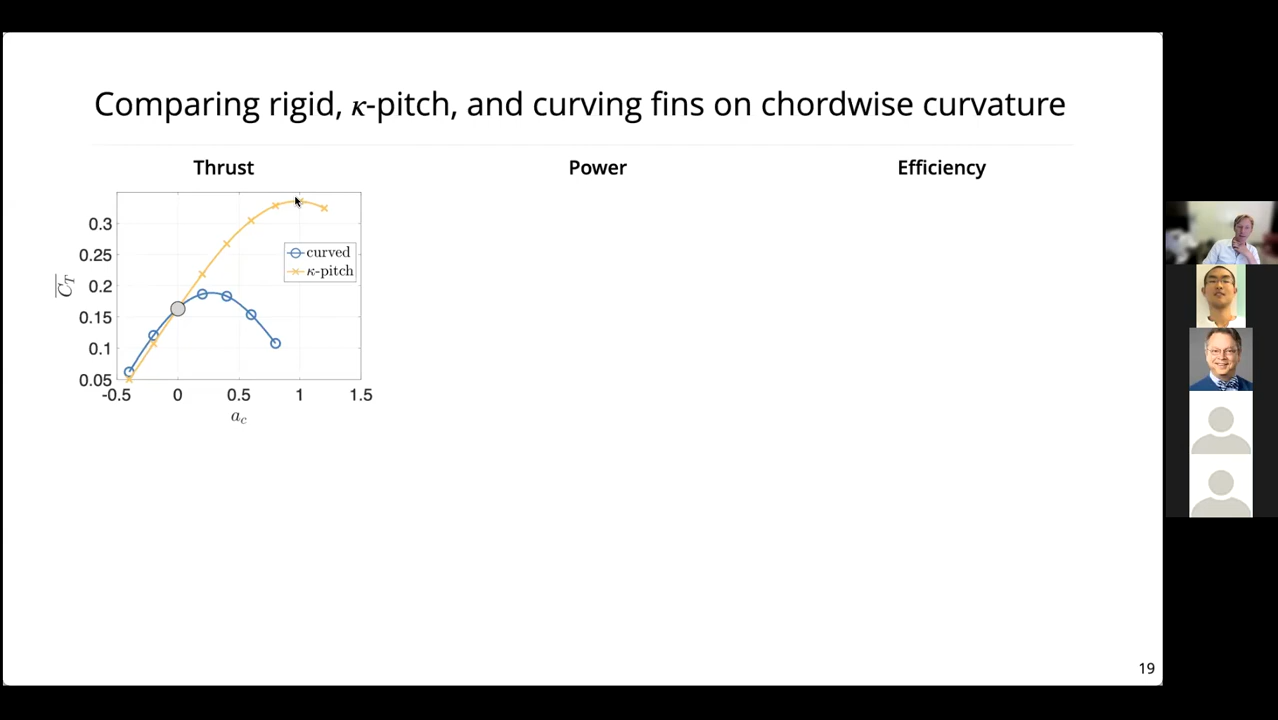 Comparing rigid, κ-pitch, and curving fins on chordwise curvature
Thrust
Power
Efficiency
0.3
0.25
0.2
0.15
0.1
0.05
-0.5
0
0.5
1
1.5
curved
κ-pitch
C_T
a_c
19